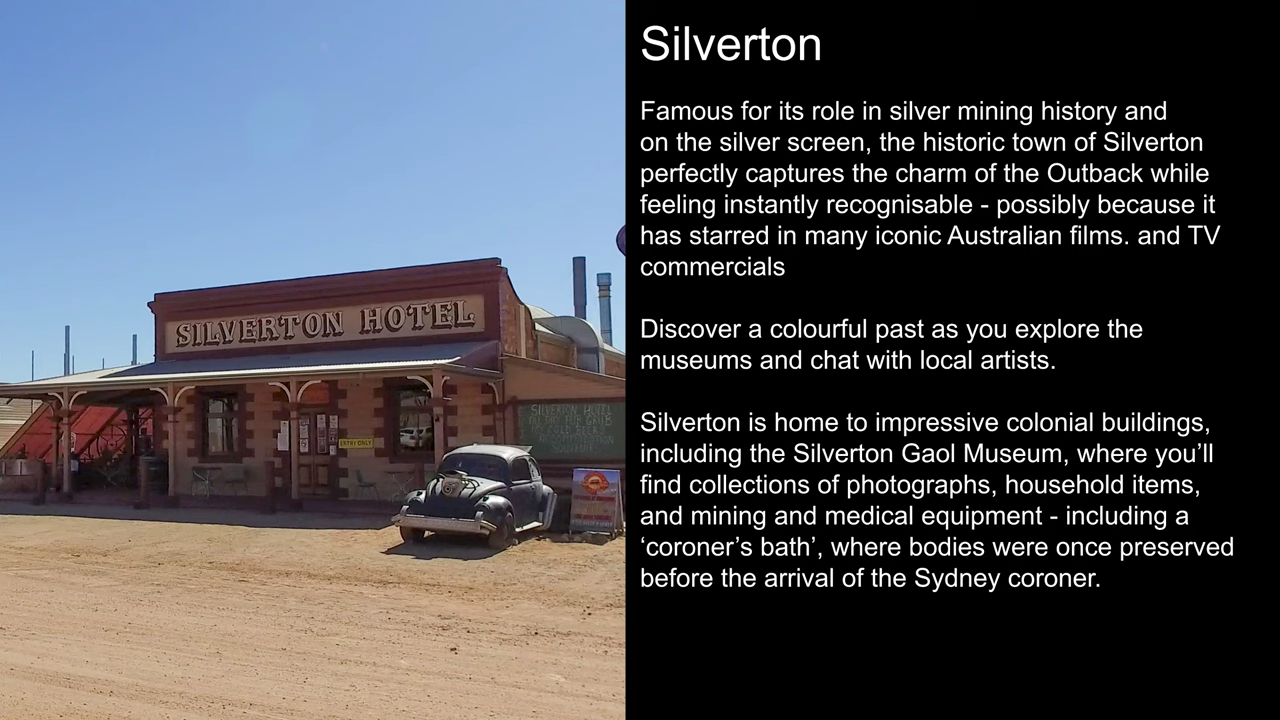 Silverton
Famous for its role in silver mining history and
on the silver screen, the historic town of Silverton
perfectly captures the charm of the Outback while
feeling instantly recognisable - possibly because it
has starred in many iconic Australian films. and TV
commercials
Discover a colourful past as you explore the
museums and chat with local artists.
Silverton is home to impressive colonial buildings,
including the Silverton Gaol Museum, where you’ll
find collections of photographs, household items,
and mining and medical equipment - including a
‘coroner’s bath’, where bodies were once preserved
before the arrival of the Sydney coroner.
SILVERTON HOTEL
ENTRY ONLY
SILVERTON HOTEL